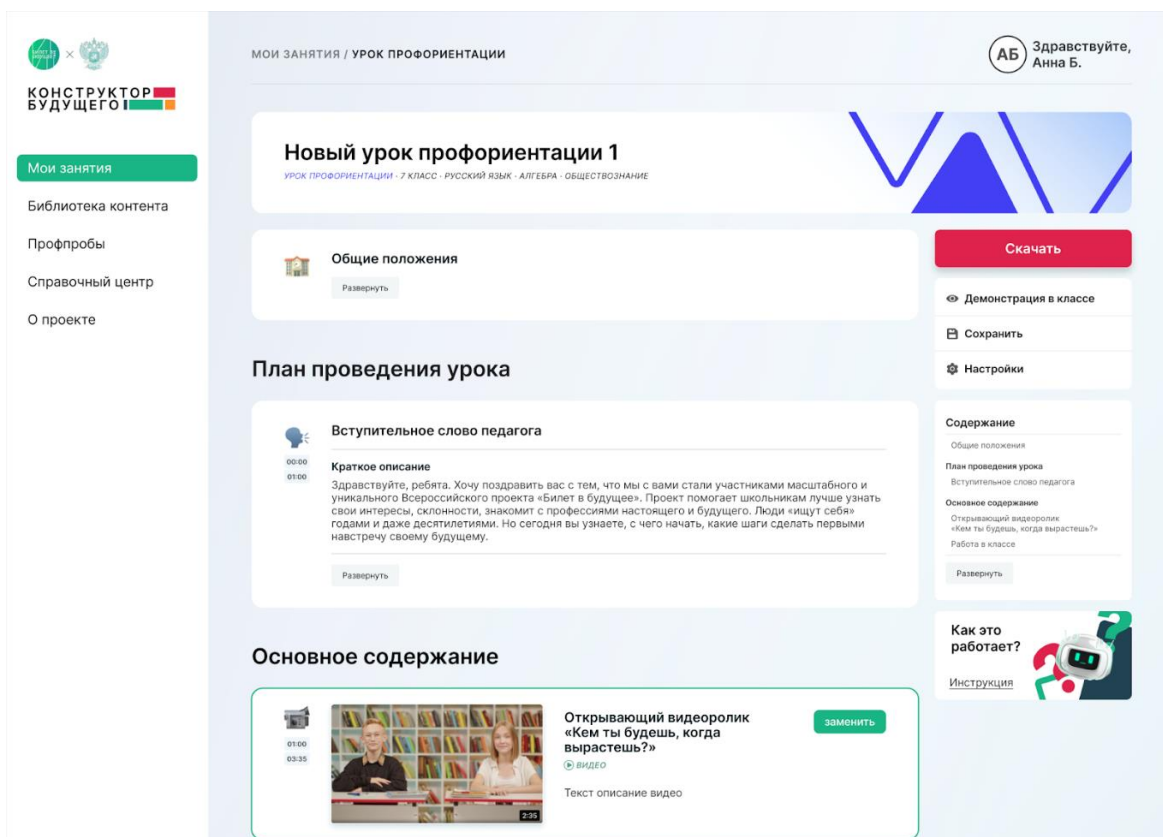 БИЛЕТ В БУДУЩЕЕ
×
КОНСТРУКТОР
БУДУЩЕГО
Мои занятия
Библиотека контента
Профпробы
Справочный центр
О проекте
МОИ ЗАНЯТИЯ / УРОК ПРОФОРИЕНТАЦИИ
АБ
Здравствуйте,
Анна Б.
Новый урок профориентации 1
УРОК ПРОФОРИЕНТАЦИИ · 7 КЛАСС · РУССКИЙ ЯЗЫК · АЛГЕБРА · ОБЩЕСТВОЗНАНИЕ
Общие положения
Развернуть
План проведения урока
Вступительное слово педагога
00:00
01:00
Краткое описание
Здравствуйте, ребята. Хочу поздравить вас с тем, что мы с вами стали участниками масштабного и
уникального Всероссийского проекта «Билет в будущее». Проект помогает школьникам лучше узнать
свои интересы, склонности, знакомит с профессиями настоящего и будущего. Люди «ищут себя»
годами и даже десятилетиями. Но сегодня вы узнаете, с чего начать, какие шаги сделать первыми
навстречу своему будущему.
Развернуть
Основное содержание
01:00
03:35
2:35
Открывающий видеоролик
«Кем ты будешь, когда
вырастешь?»
ВИДЕО
Текст описание видео
заменить
Скачать
Демонстрация в классе
Сохранить
Настройки
Содержание
Общие положения
План проведения урока
Вступительное слово педагога
Основное содержание
Открывающий видеоролик
«Кем ты будешь, когда вырастешь?»
Работа в классе
Развернуть
Как это
работает?
Инструкция